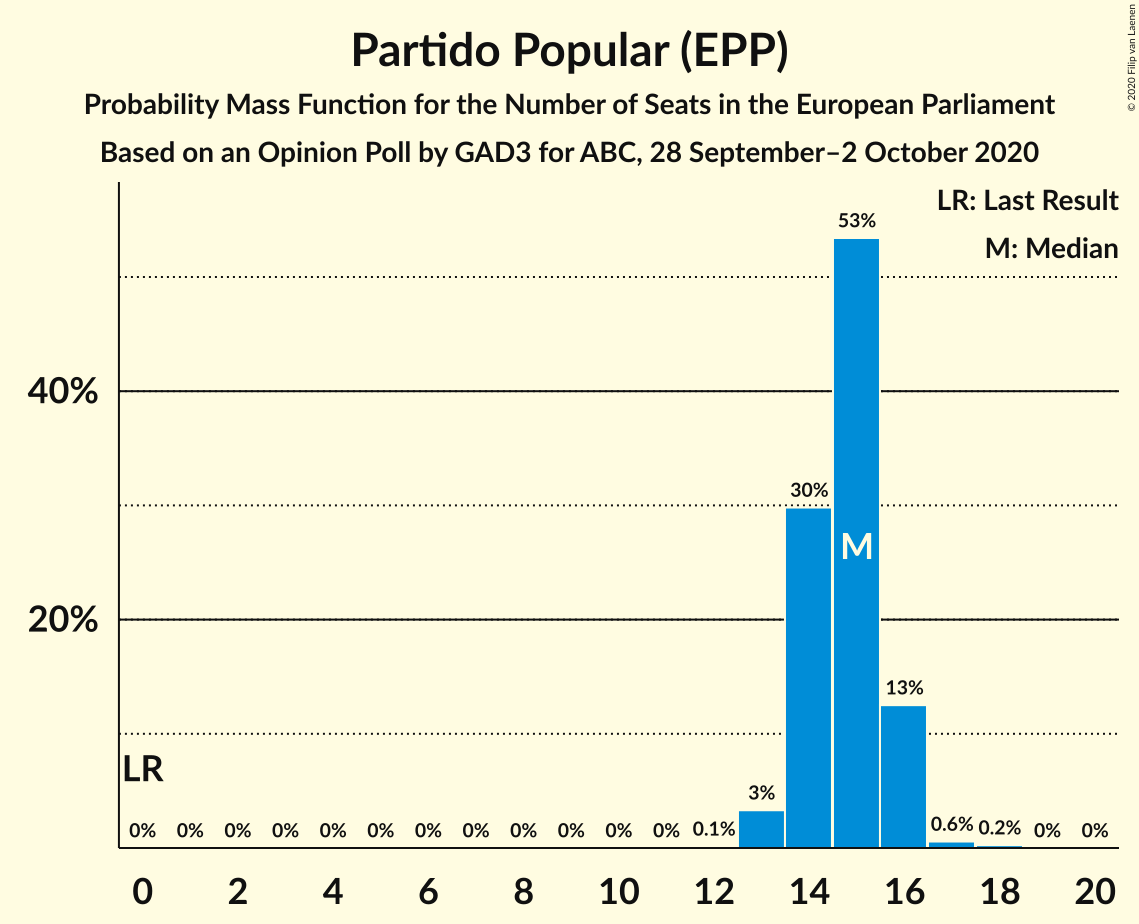 Partido Popular (EPP)
Probability Mass Function for the Number of Seats in the European Parliament
Based on an Opinion Poll by GAD3 for ABC, 28 September–2 October 2020
© 2020 Filip van Laenen
LR: Last Result
M: Median
53%
40%
30%
M
20%
13%
LR
3%
0% 0% 0% 0% 0% 0% 0% 0% 0% 0% 0% 0% 0.1% 0.6% 0.2% 0% 0%
0 2 4 6 8 10 12 14 16 18 20